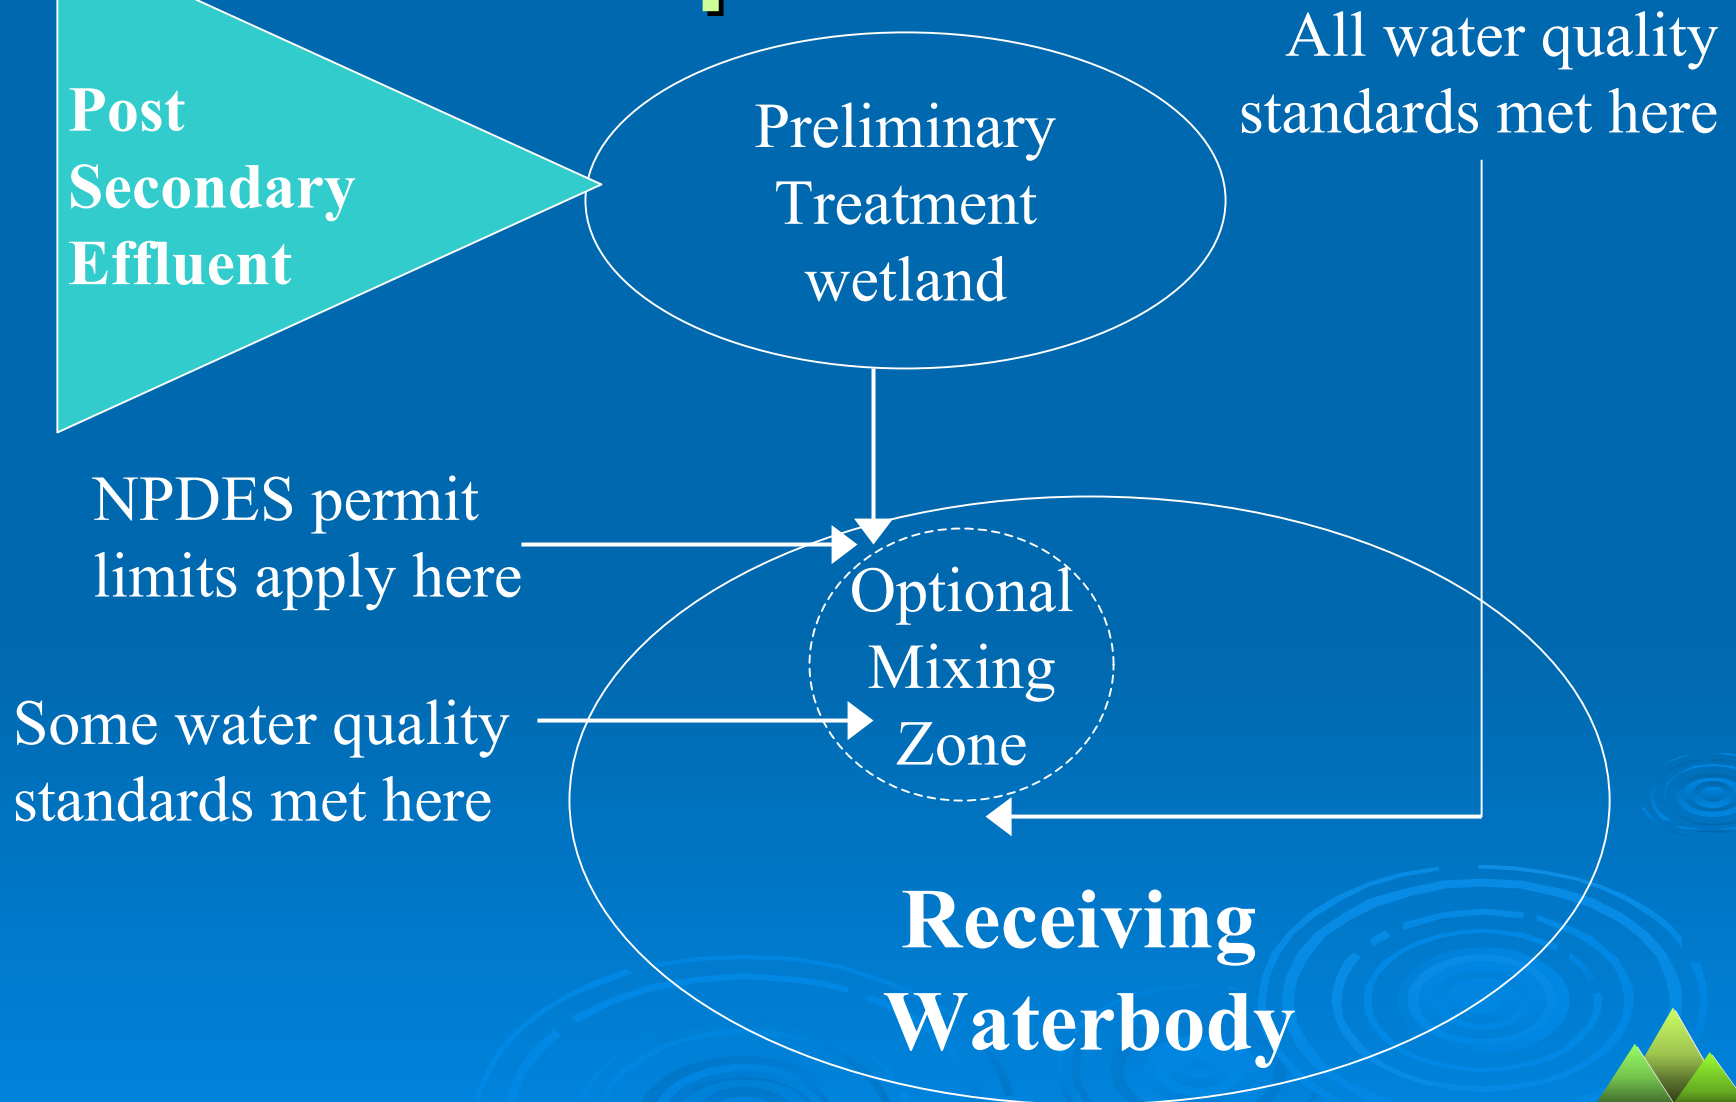 Post
Secondary
Effluent
Preliminary
Treatment
wetland
All water quality
standards met here
NPDES permit
limits apply here
Optional
Mixing
Zone
Some water quality
standards met here
Receiving
Waterbody